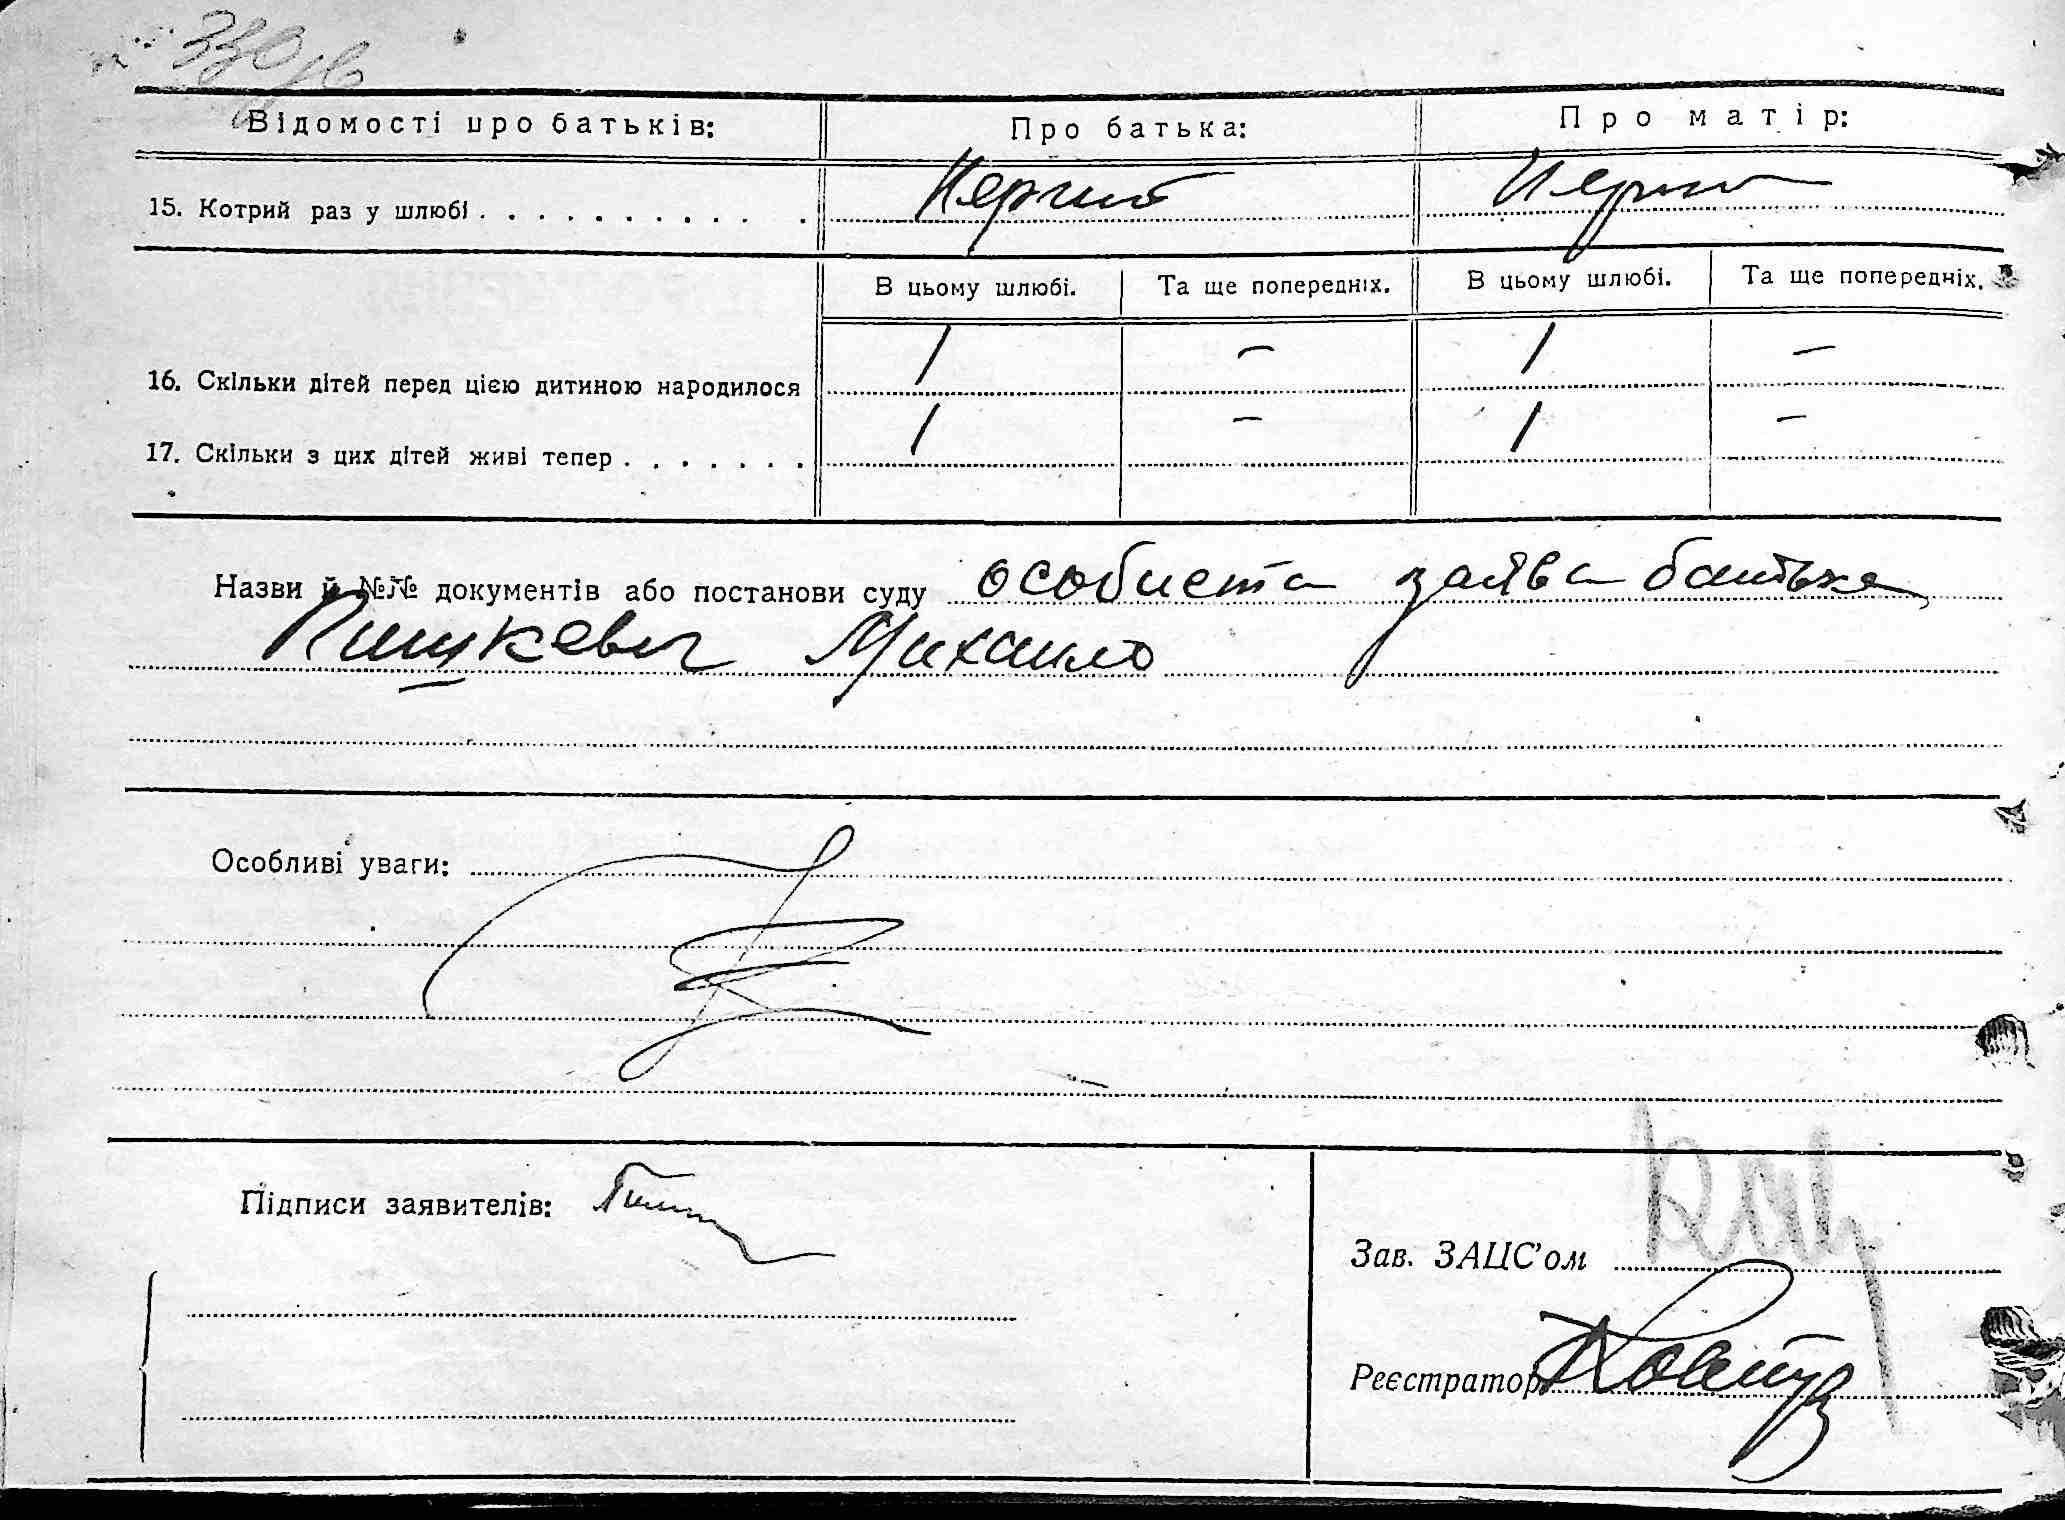 Відомості про батьків: Про батька: Про матір:
15. Котрий раз у шлюбі . . . . . . . . . . . Перший Перший
В цьому шлюбі. Та ще попередніх. В цьому шлюбі. Та ще попередніх.
16. Скільки дітей перед цією дитиною народилося 1 – 1 –
17. Скільки з цих дітей живі тепер . . . . . . . 1 – 1 –
Назви й №№ документів або постанови суду особиста заява батька
Михайло
Особливі уваги:
Підписи заявителів:
Зав. ЗАЦС'ом
Реєстратор